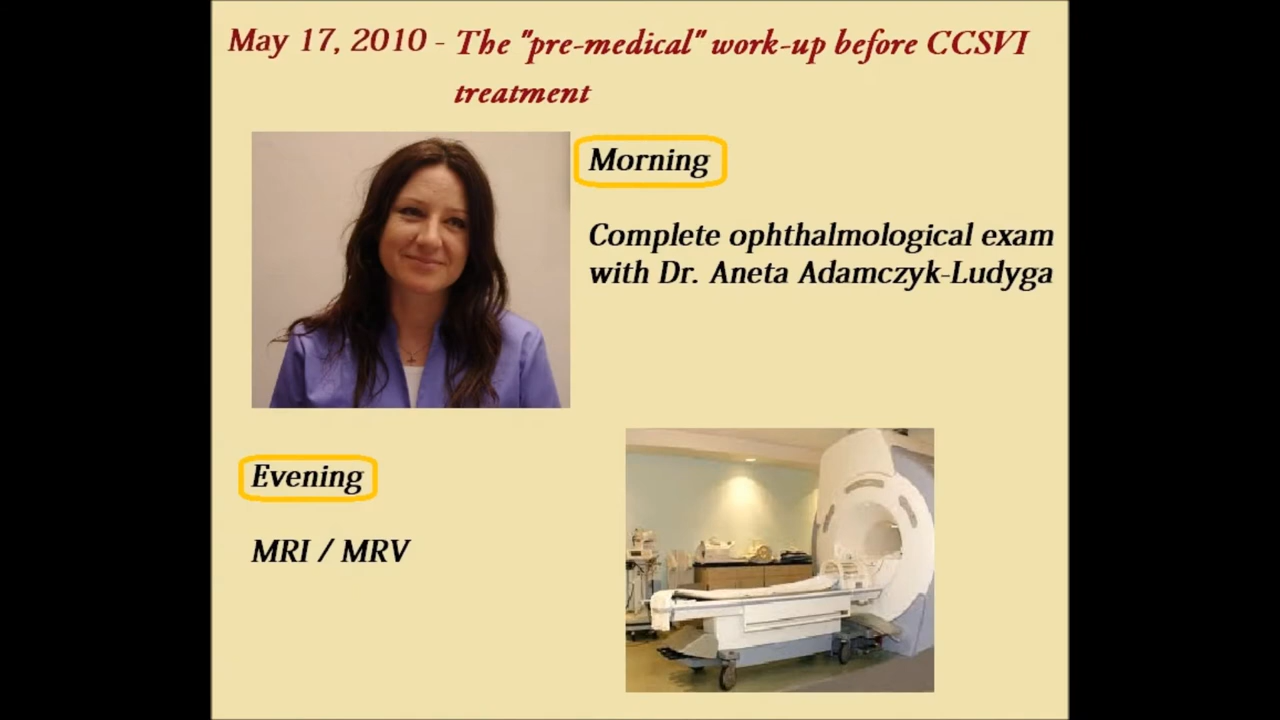 May 17, 2010 - The "pre-medical" work-up before CCSVI
treatment
Morning
Complete ophthalmological exam
with Dr. Aneta Adamczyk-Ludyga
Evening
MRI / MRV